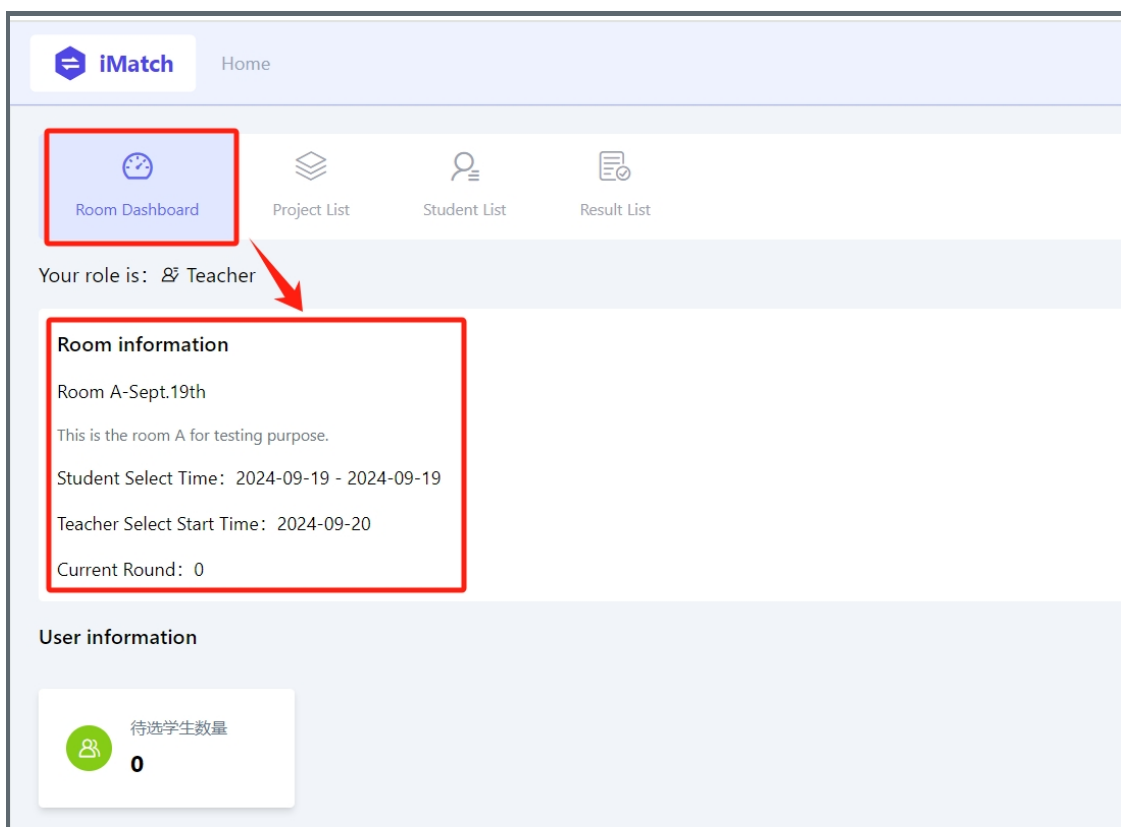 iMatch Home
Room Dashboard Project List Student List Result List
Your role is： Teacher
Room information
Room A-Sept.19th
This is the room A for testing purpose.
Student Select Time：2024-09-19 - 2024-09-19
Teacher Select Start Time：2024-09-20
Current Round：0
User information
待选学生数量
0